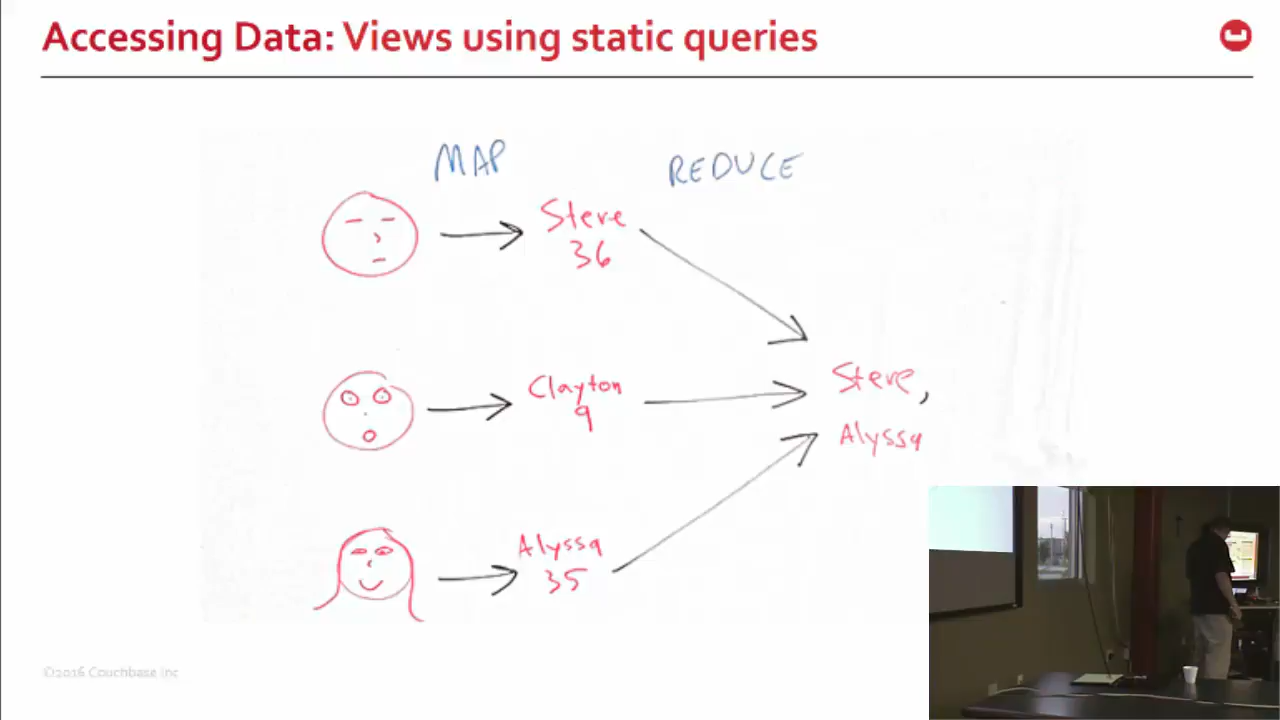 Accessing Data: Views using static queries
MAP
REDUCE
Steve
36
Clayton
9
Alyssa
35
Steve,
Alyssa
©2016 Couchbase Inc